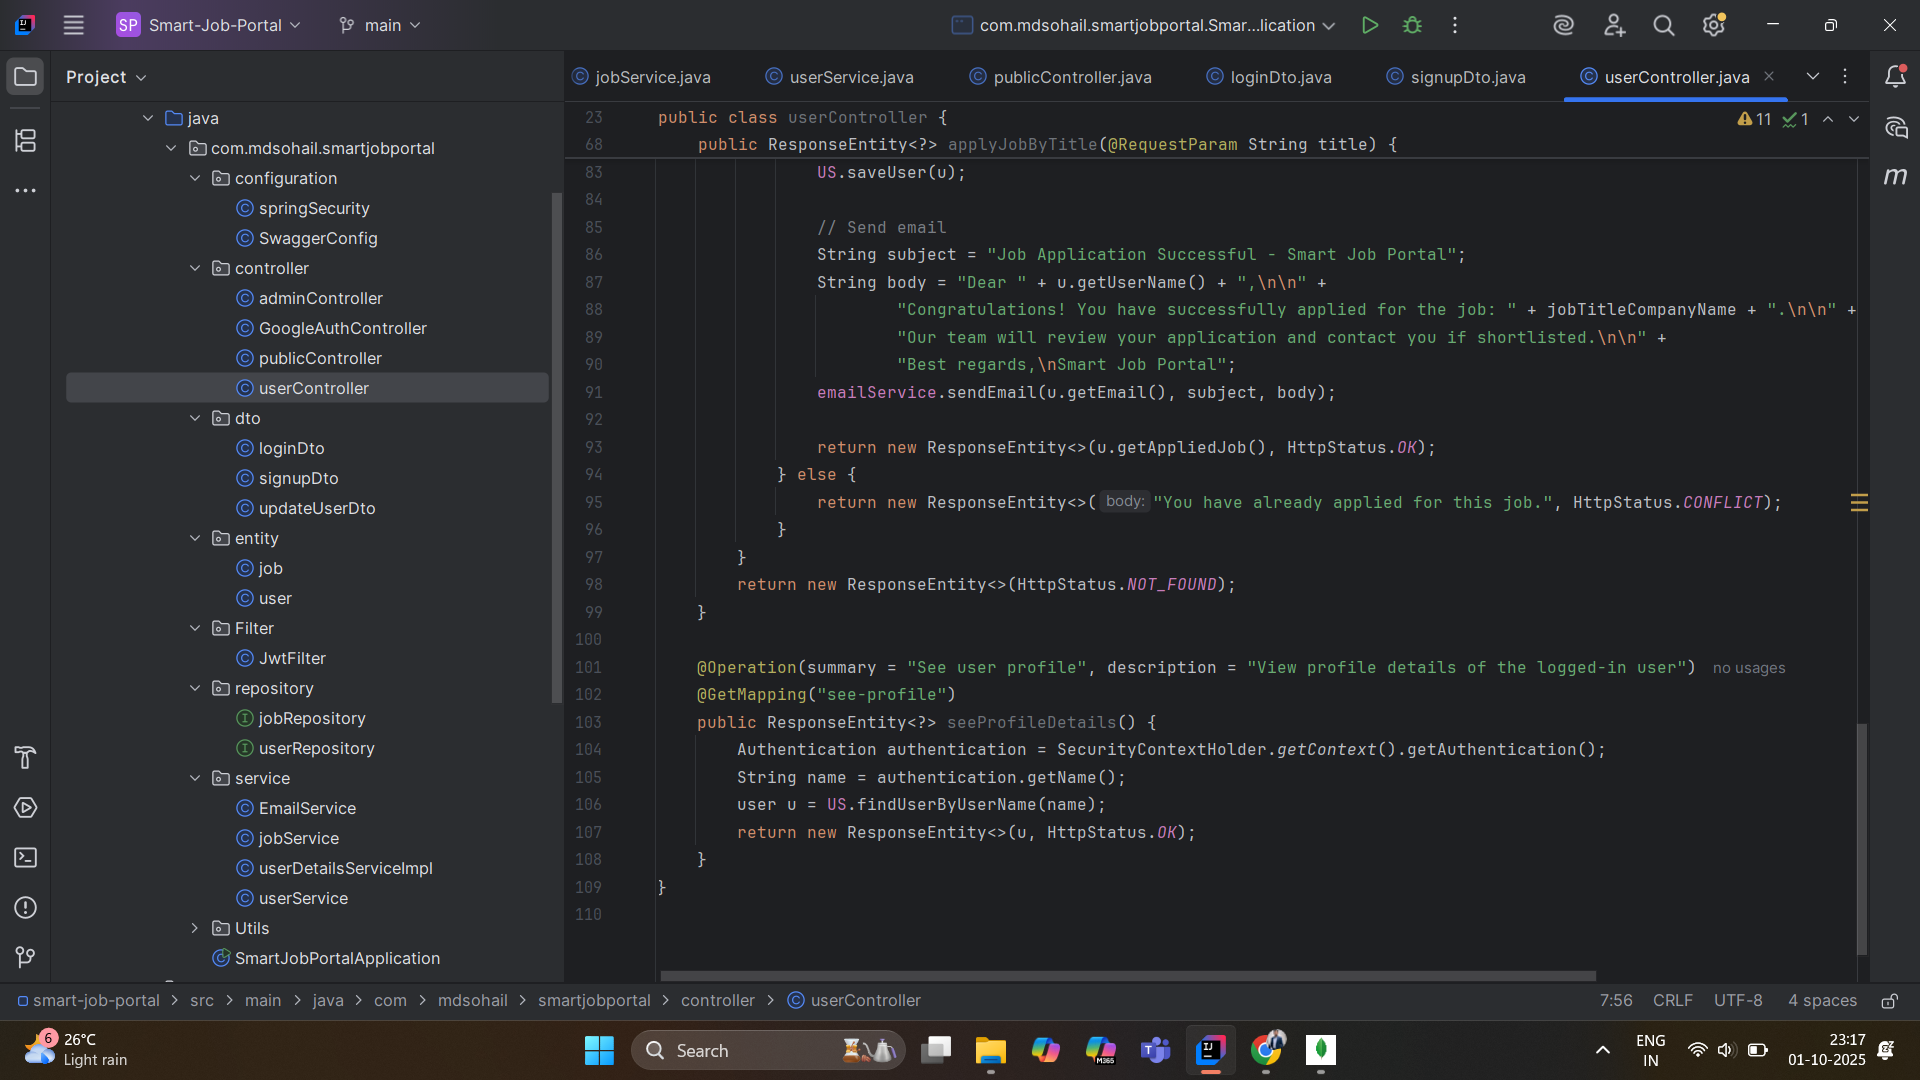 SP Smart-Job-Portal main com.mdsohail.smartjobportal.Smar...lication
Project
jobService.java userService.java publicController.java loginDto.java signupDto.java userController.java
java
com.mdsohail.smartjobportal
configuration
springSecurity
SwaggerConfig
controller
adminController
GoogleAuthController
publicController
userController
dto
loginDto
signupDto
updateUserDto
entity
job
user
Filter
JwtFilter
repository
jobRepository
userRepository
service
EmailService
jobService
userDetailsServiceImpl
userService
Utils
SmartJobPortalApplication
23 public class userController {
11 1
68 public ResponseEntity<?> applyJobByTitle(@RequestParam String title) {
83 US.saveUser(u);
84
85 // Send email
86 String subject = "Job Application Successful - Smart Job Portal";
87 String body = "Dear " + u.getUserName() + ",\n\n" +
88 "Congratulations! You have successfully applied for the job: " + jobTitleCompanyName + ".\n\n" +
89 "Our team will review your application and contact you if shortlisted.\n\n" +
90 "Best regards,\nSmart Job Portal";
91 emailService.sendEmail(u.getEmail(), subject, body);
92
93 return new ResponseEntity<>(u.getAppliedJob(), HttpStatus.OK);
94 } else {
95 return new ResponseEntity<>( body: "You have already applied for this job.", HttpStatus.CONFLICT);
96 }
97 }
98 return new ResponseEntity<>(HttpStatus.NOT_FOUND);
99 }
100
101 @Operation(summary = "See user profile", description = "View profile details of the logged-in user") no usages
102 @GetMapping("see-profile")
103 public ResponseEntity<?> seeProfileDetails() {
104 Authentication authentication = SecurityContextHolder.getContext().getAuthentication();
105 String name = authentication.getName();
106 user u = US.findUserByUserName(name);
107 return new ResponseEntity<>(u, HttpStatus.OK);
108 }
109 }
110
m
smart-job-portal > src > main > java > com > mdsohail > smartjobportal > controller > userController
7:56 CRLF UTF-8 4 spaces
6 26°C
Light rain
Search
M365
ENG
IN
23:17
01-10-2025